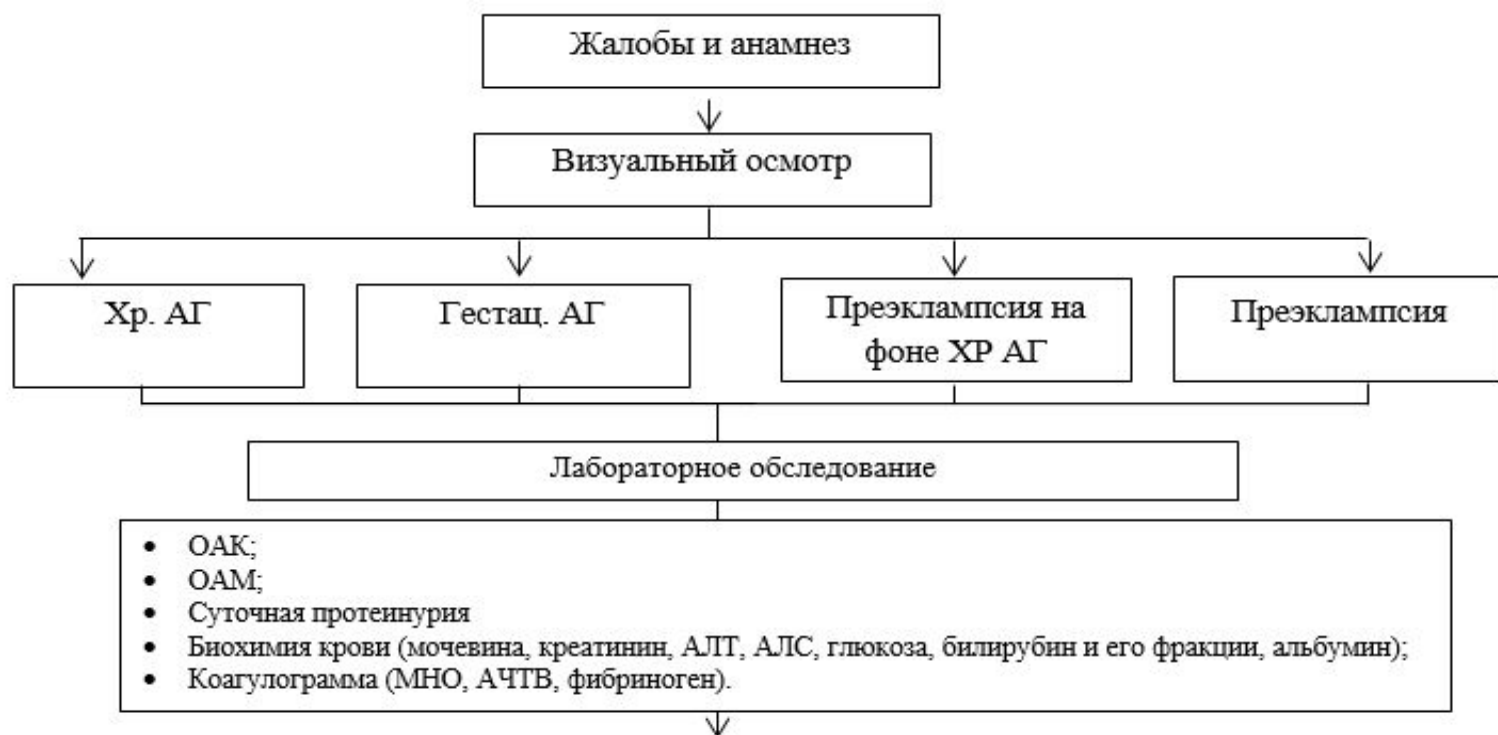 Жалобы и анамнез
Визуальный осмотр
Хр. АГ
Гестац. АГ
Преэклампсия на
фоне ХР АГ
Преэклампсия
Лабораторное обследование
• ОАК;
• ОАМ;
• Суточная протеинурия
• Биохимия крови (мочевина, креатинин, АЛТ, АЛС, глюкоза, билирубин и его фракции, альбумин);
• Коагулограмма (МНО, АЧТВ, фибриноген).